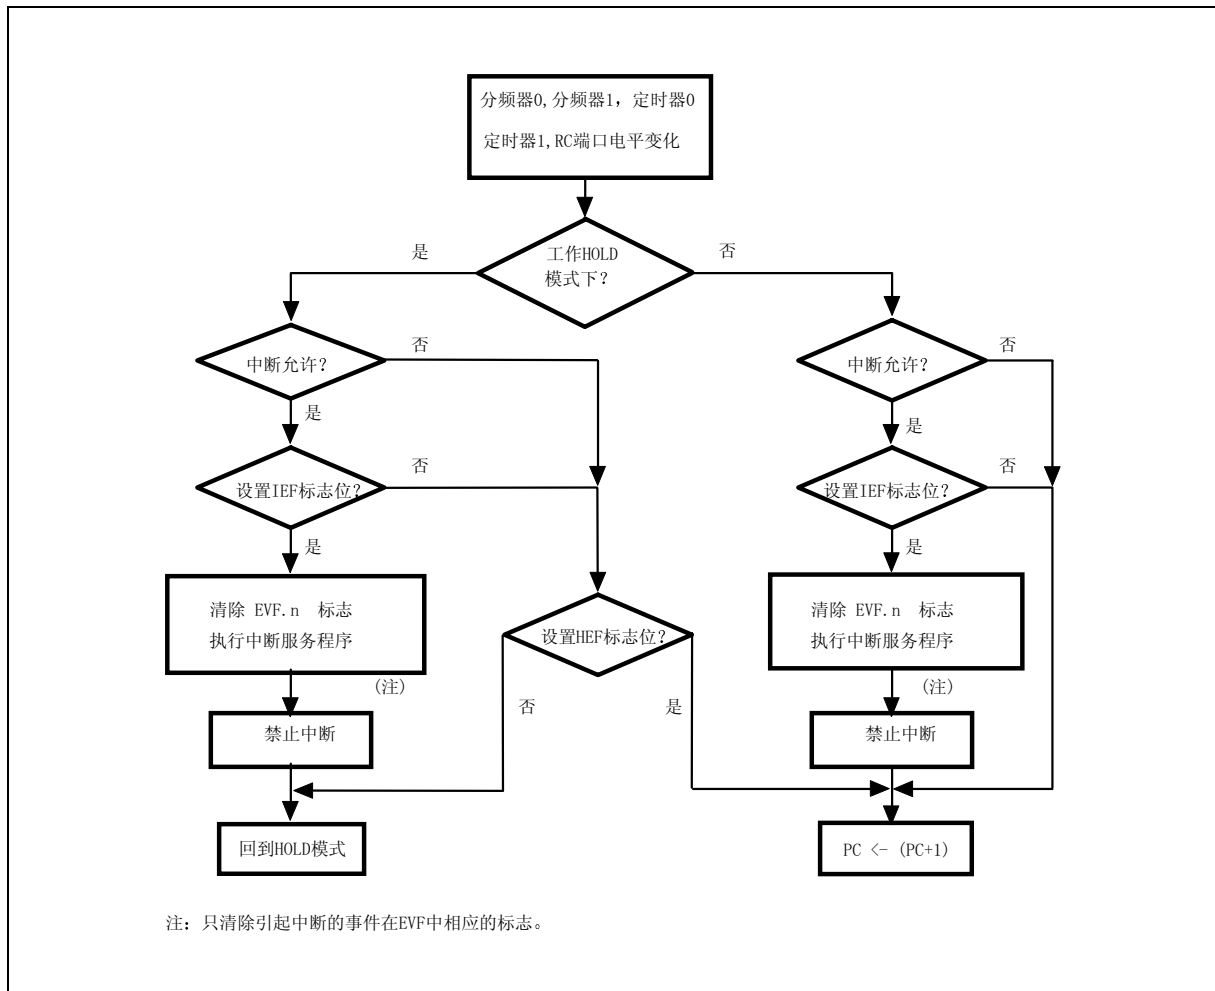 分频器0,分频器1，定时器0
定时器1,RC端口电平变化
工作HOLD
模式下？
是
否
中断允许？
否
中断允许？
否
是
是
设置IEF标志位？
否
设置IEF标志位？
否
是
是
清除 EVF.n 标志
执行中断服务程序
设置HEF标志位？
清除 EVF.n 标志
执行中断服务程序
(注)
(注)
否
是
禁止中断
禁止中断
回到HOLD模式
PC <- (PC+1)
注：只清除引起中断的事件在EVF中相应的标志。